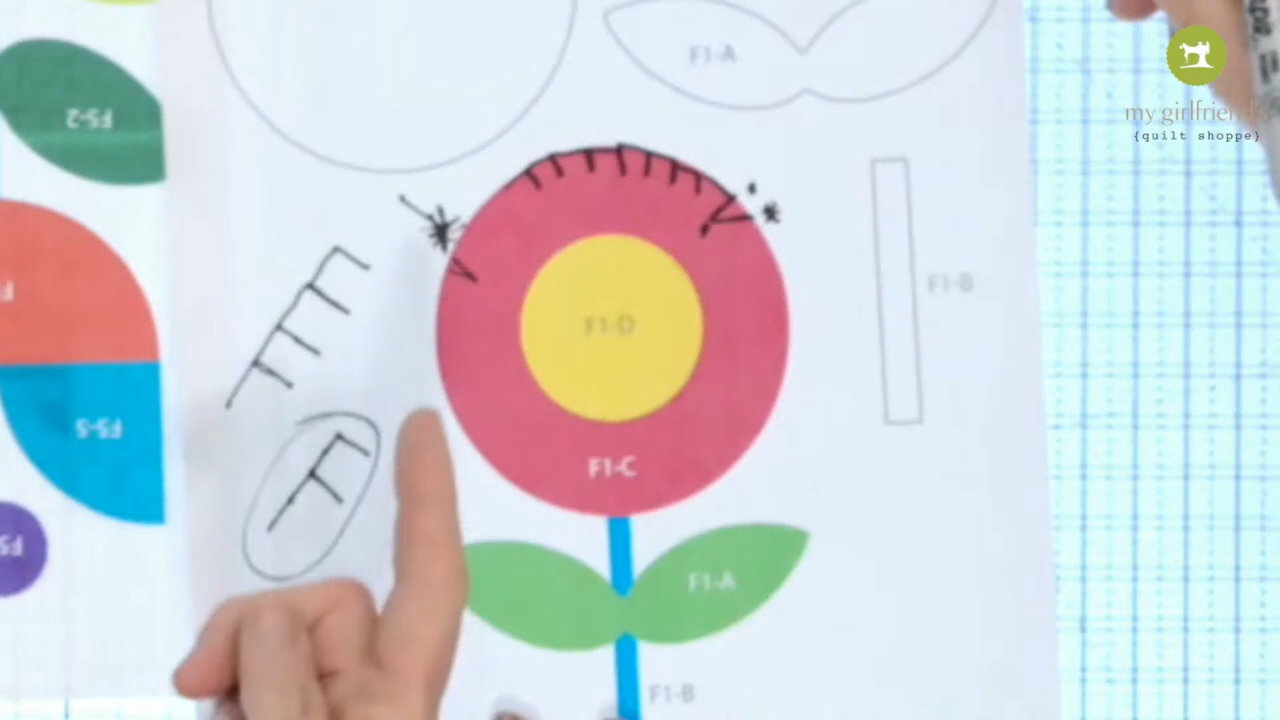 F1-A
F5-2
my girlfriend's
{quilt shoppe}
F1-B
F1-D
F5-5
F1-C
F1-A
F1-B